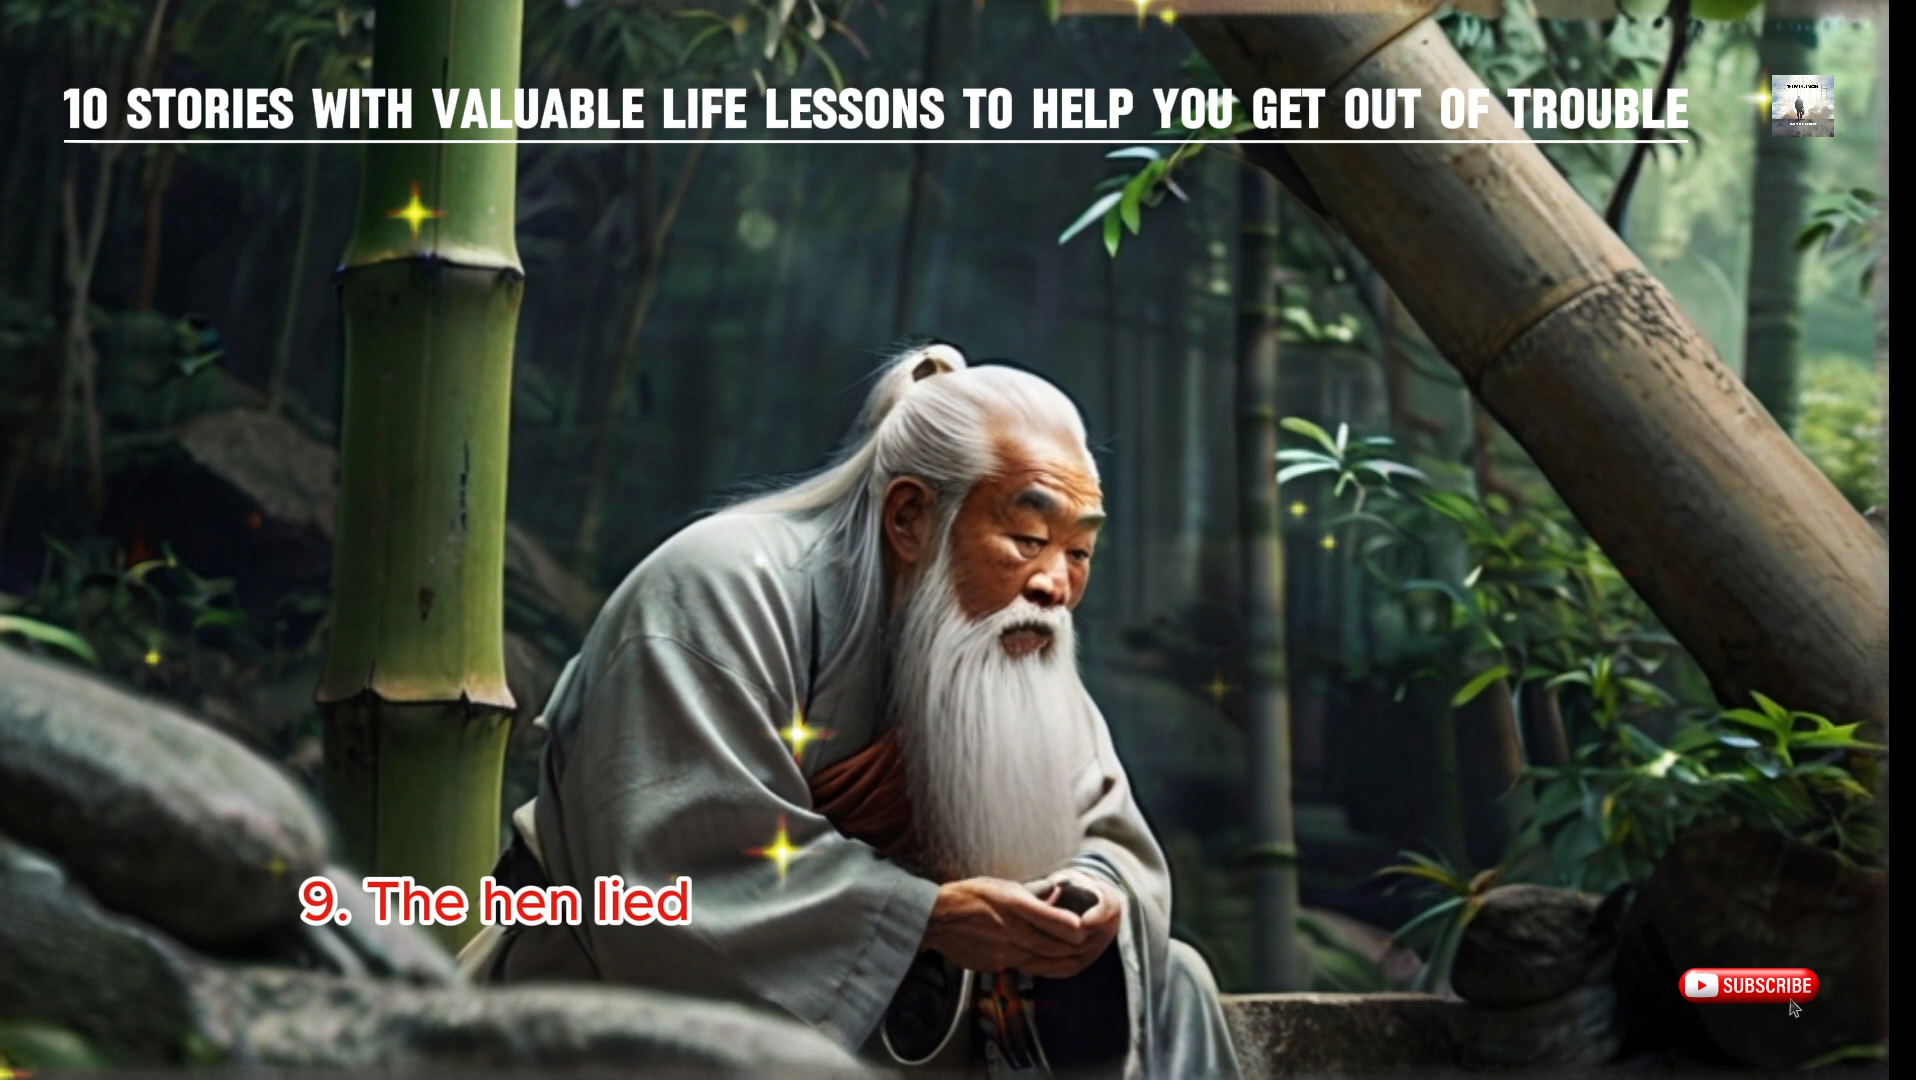 10 STORIES WITH VALUABLE LIFE LESSONS TO HELP YOU GET OUT OF TROUBLE
9. The hen lied
SUBSCRIBE